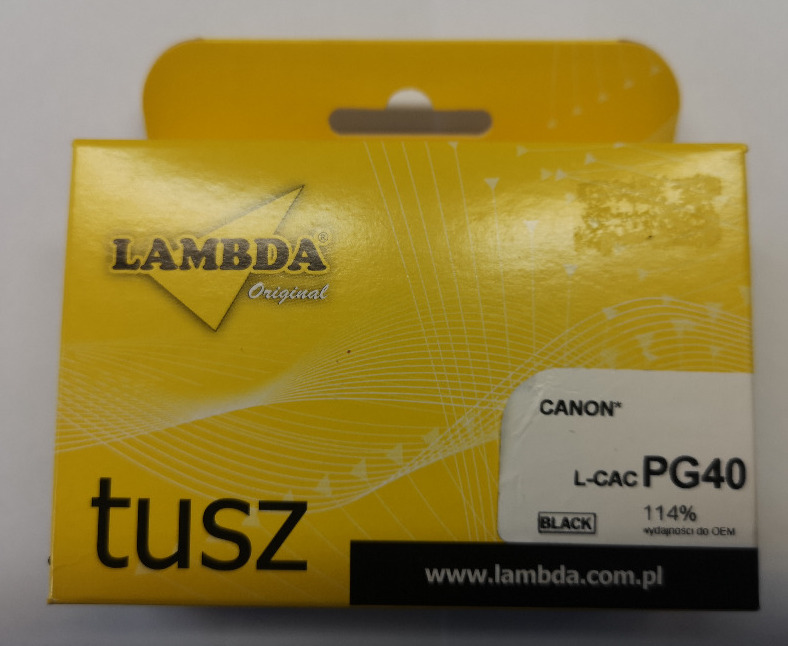 LAMBDA®
Original
CANON*
L-CAC PG40
BLACK
114%
wydajności do OEM
tusz
www.lambda.com.pl